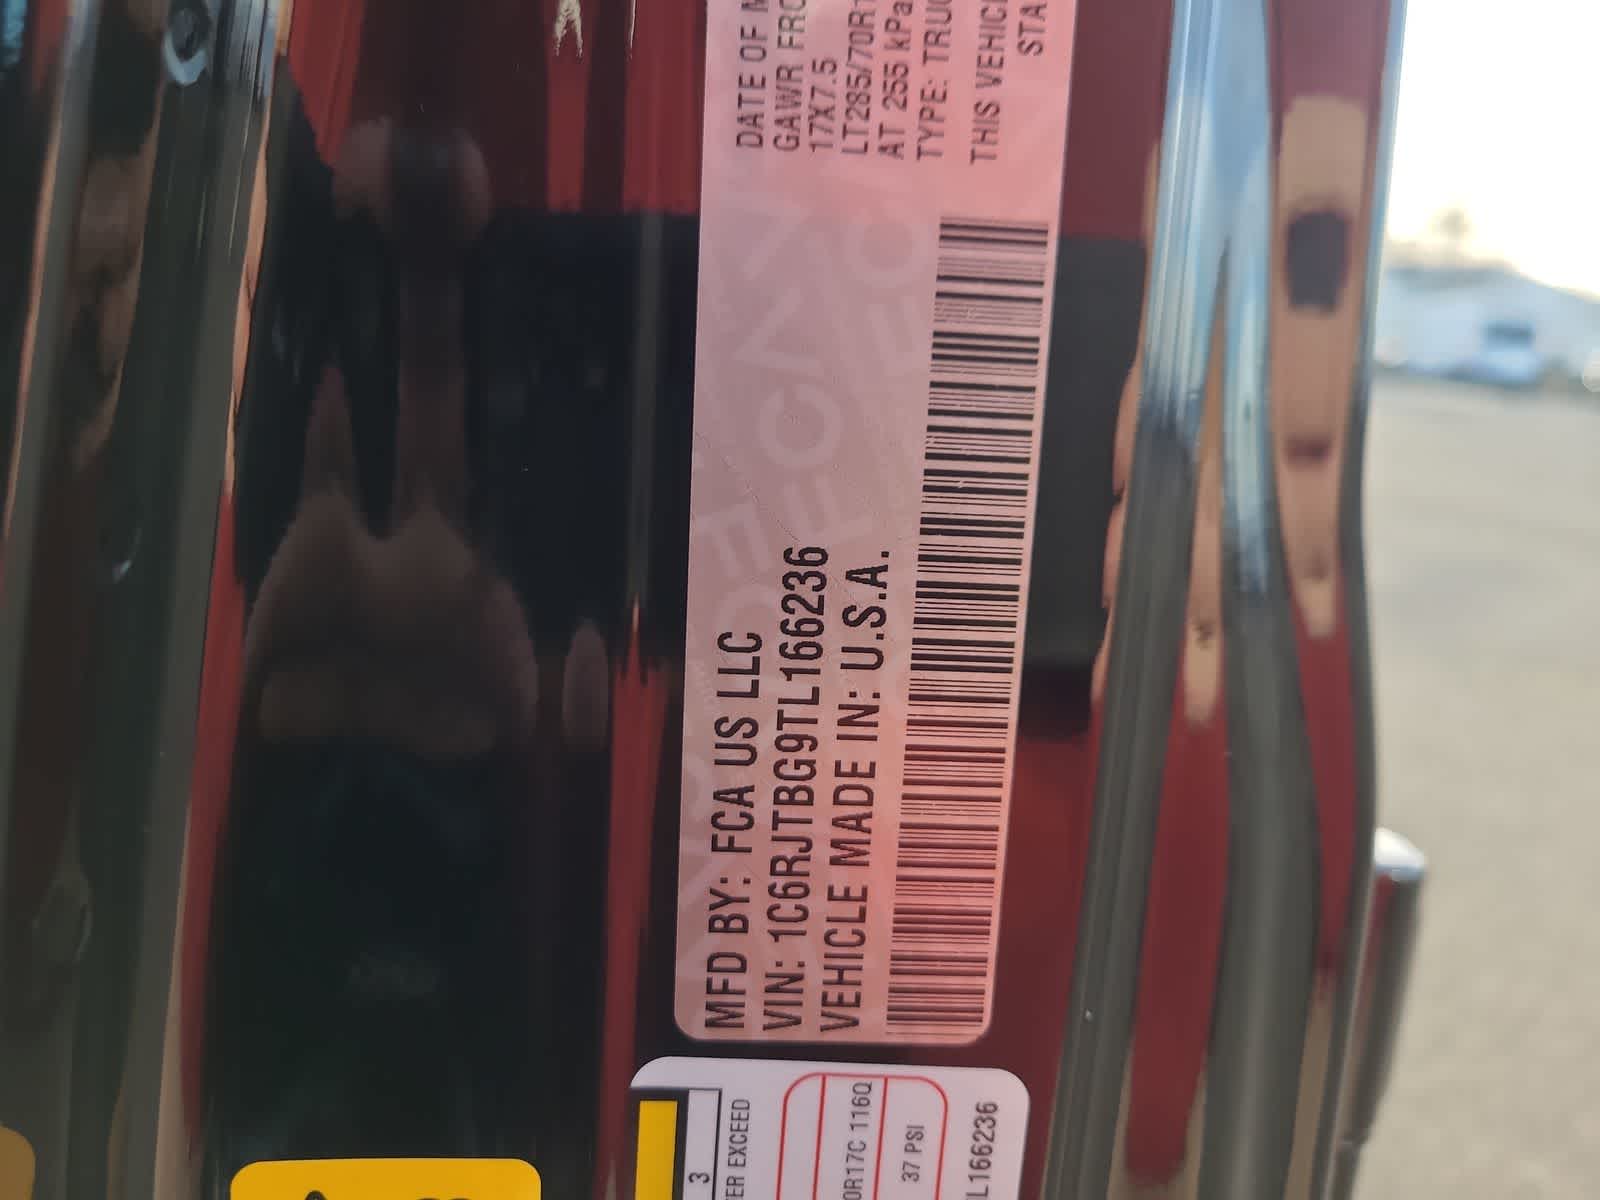 MFD BY: FCA US LLC
VIN: 1C6RJTBG9TL166236
VEHICLE MADE IN: U.S.A.
DATE OF M
GAWR FRO
17X7.5
LT285/70R1
AT 255 kPa
TYPE: TRUC
THIS VEHICL
STA
3
ER EXCEED
0R17C 116Q
37 PSI
L166236